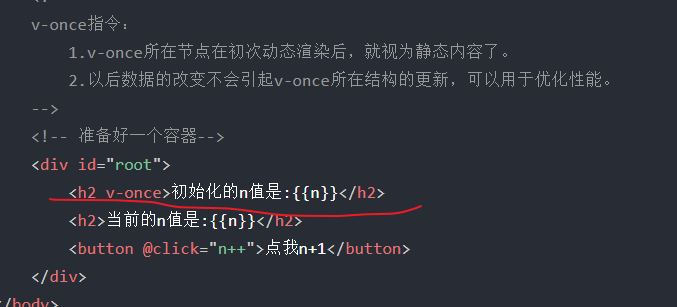 v-once指令:
1.v-once所在节点在初次动态渲染后，就视为静态内容了。
2.以后数据的改变不会引起v-once所在结构的更新，可以用于优化性能。
-->
<!-- 准备好一个容器-->
<div id="root">
<h2 v-once>初始化的n值是:{{n}}</h2>
<h2>当前的n值是:{{n}}</h2>
<button @click="n++">点我n+1</button>
</div>
</body>